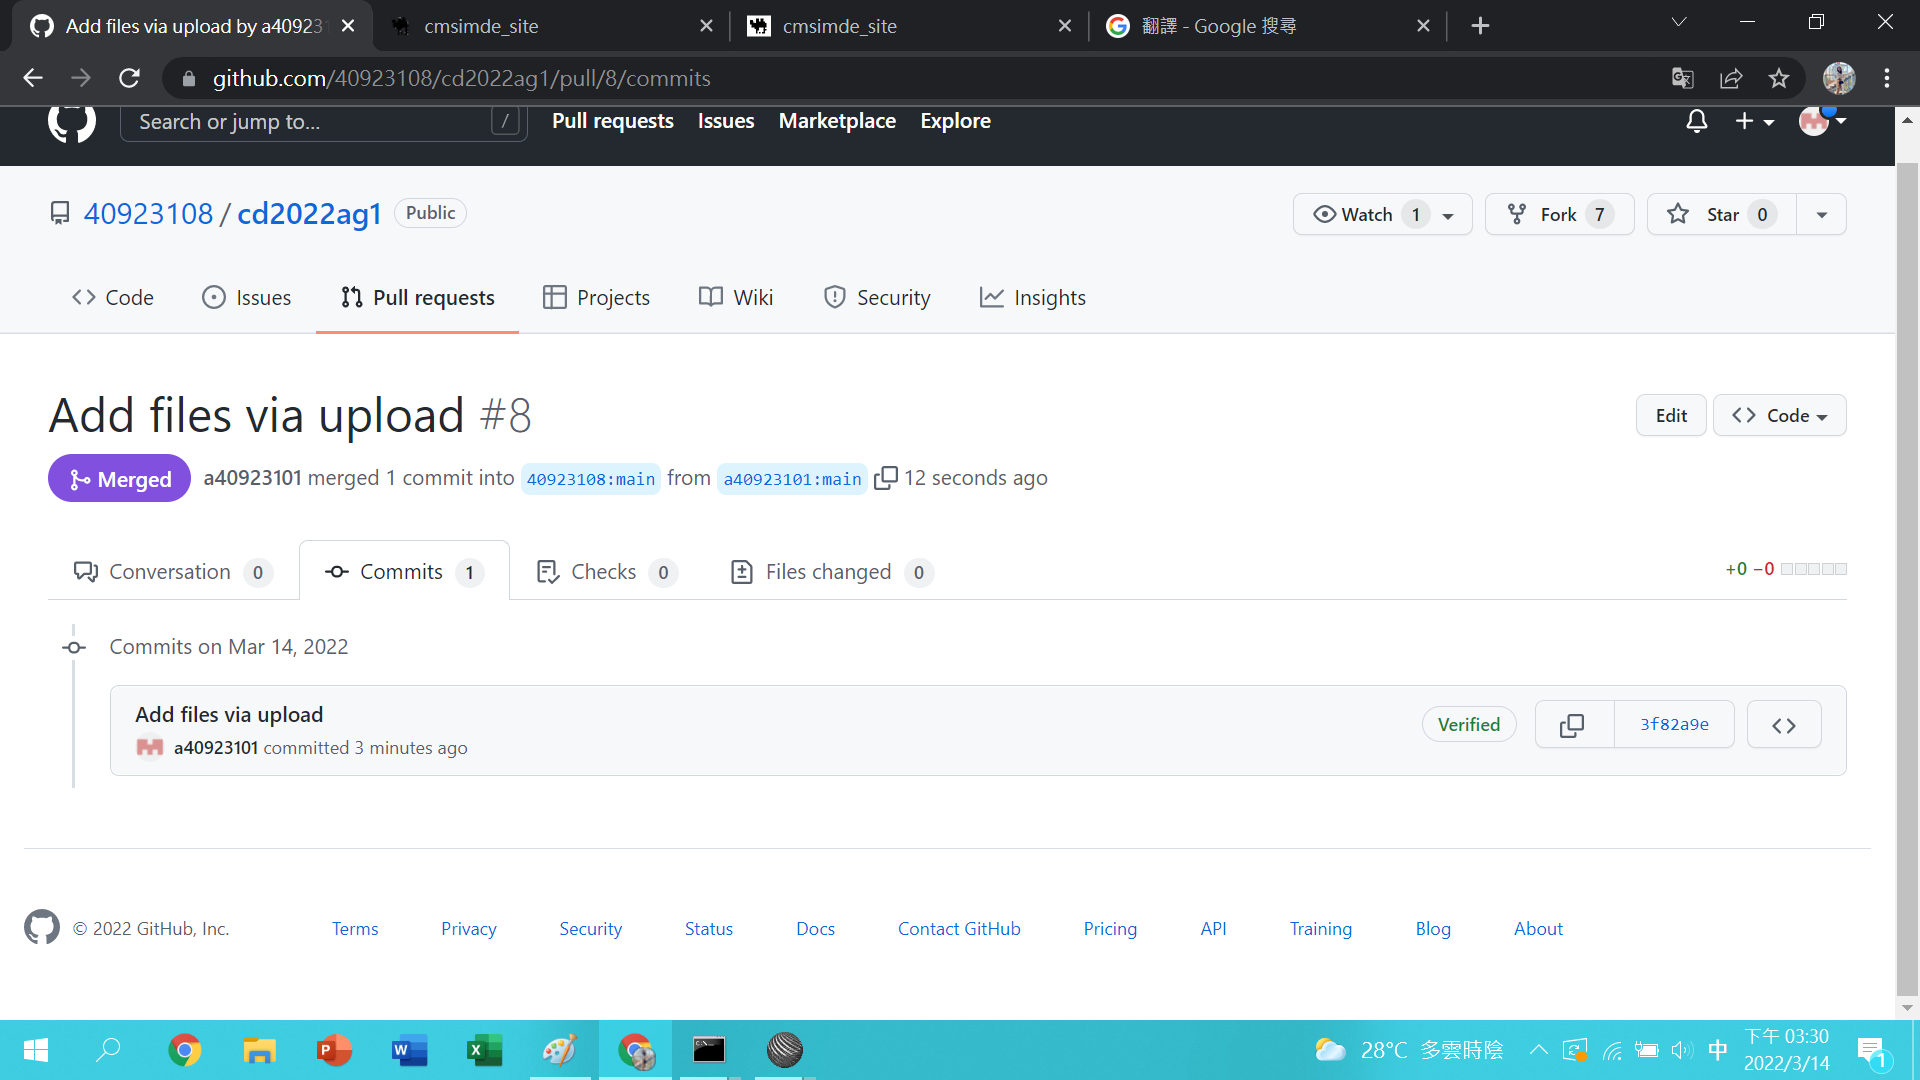 Add files via upload by a40923
cmsimde_site
cmsimde_site
翻譯 - Google 搜尋
github.com/40923108/cd2022ag1/pull/8/commits
Search or jump to...
/
Pull requests
Issues
Marketplace
Explore
40923108 / cd2022ag1
Public
Watch 1
Fork 7
Star 0
Code
Issues
Pull requests
Projects
Wiki
Security
Insights
Add files via upload #8
Edit
Code
Merged
a40923101 merged 1 commit into 40923108:main from a40923101:main 12 seconds ago
Conversation 0
Commits 1
Checks 0
Files changed 0
+0 −0
Commits on Mar 14, 2022
Add files via upload
a40923101 committed 3 minutes ago
Verified
3f82a9e
© 2022 GitHub, Inc.
Terms
Privacy
Security
Status
Docs
Contact GitHub
Pricing
API
Training
Blog
About
28°C 多雲時陰
中
下午 03:30
2022/3/14
1